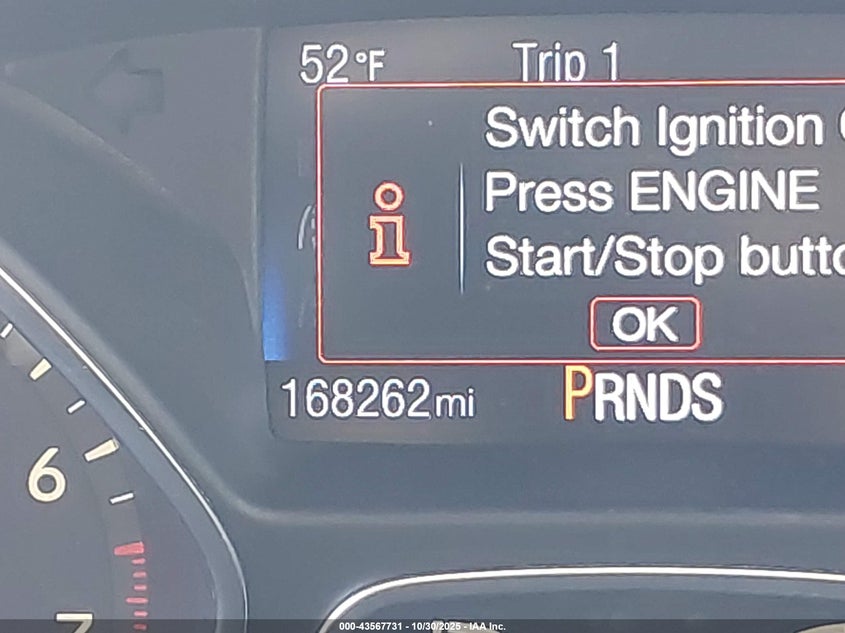 52°F Trip 1
Switch Ignition
Press ENGINE
Start/Stop
OK
168262mi PRNDS
6
7
000-43567731 - 10/30/2025 - IAA Inc.